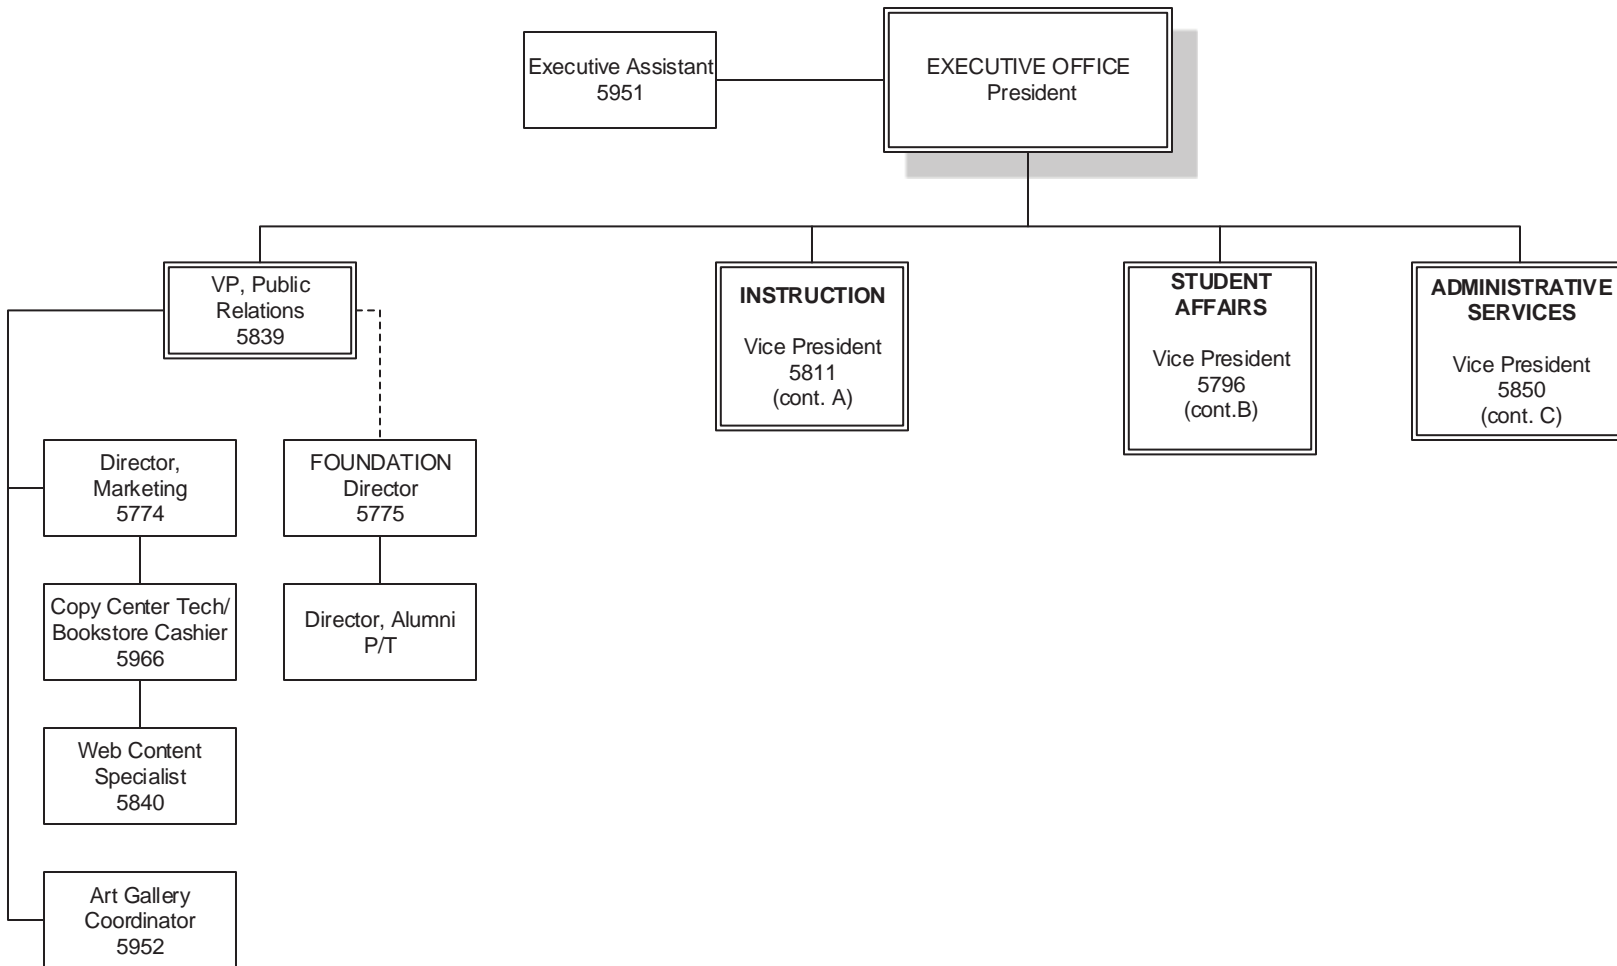 Executive Assistant
5951
EXECUTIVE OFFICE
President
VP, Public
Relations
5839
INSTRUCTION
Vice President
5811
(cont. A)
STUDENT
AFFAIRS
Vice President
5796
(cont.B)
ADMINISTRATIVE
SERVICES
Vice President
5850
(cont. C)
Director,
Marketing
5774
FOUNDATION
Director
5775
Copy Center Tech/
Bookstore Cashier
5966
Director, Alumni
P/T
Web Content
Specialist
5840
Art Gallery
Coordinator
5952